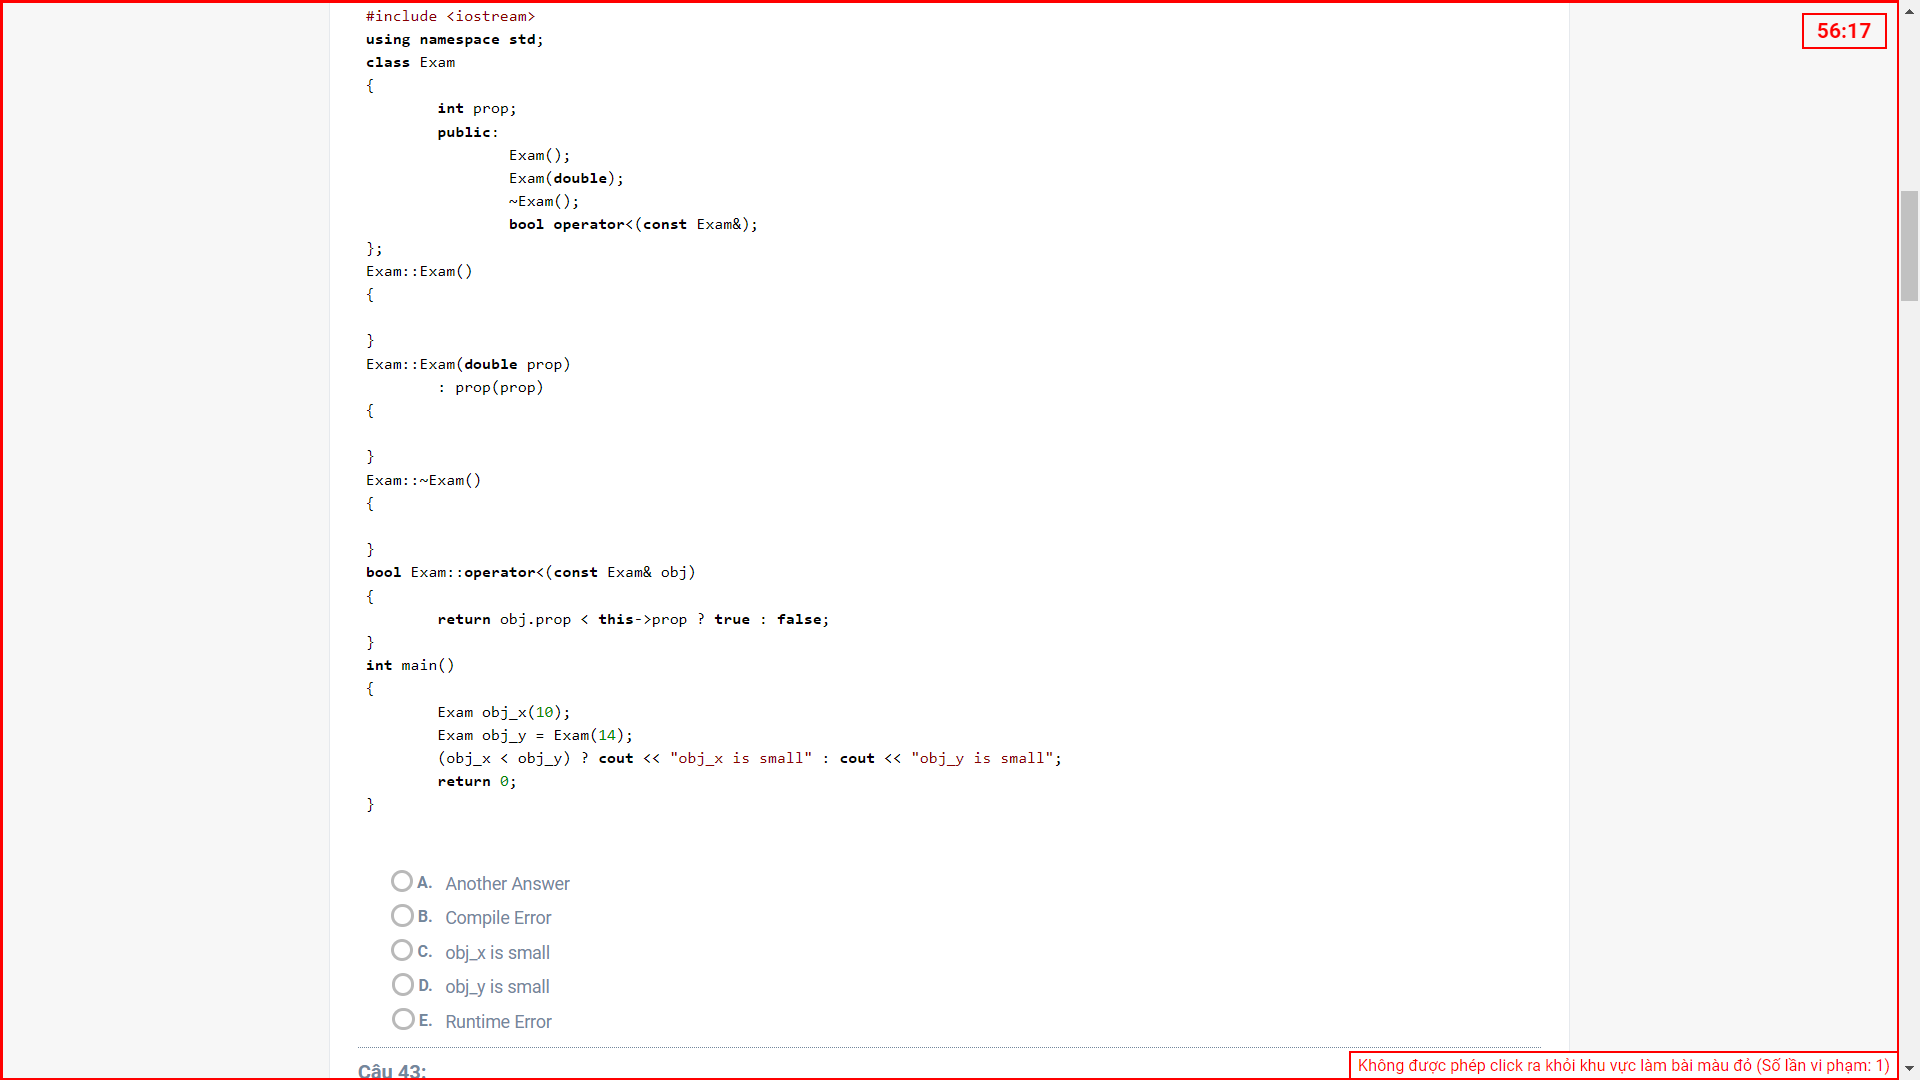 #include <iostream>
56:17
using namespace std;
class Exam
{
int prop;
public:
Exam();
Exam(double);
~Exam();
bool operator<(const Exam&);
};
Exam::Exam()
{
}
Exam::Exam(double prop)
: prop(prop)
{
}
Exam::~Exam()
{
}
bool Exam::operator<(const Exam& obj)
{
return obj.prop < this->prop ? true : false;
}
int main()
{
Exam obj_x(10);
Exam obj_y = Exam(14);
(obj_x < obj_y) ? cout << "obj_x is small" : cout << "obj_y is small";
return 0;
}
A. Another Answer
B. Compile Error
C. obj_x is small
D. obj_y is small
E. Runtime Error
Không được phép click ra khỏi khu vực làm bài màu đỏ (Số lần vi phạm: 1)
Câu 43: